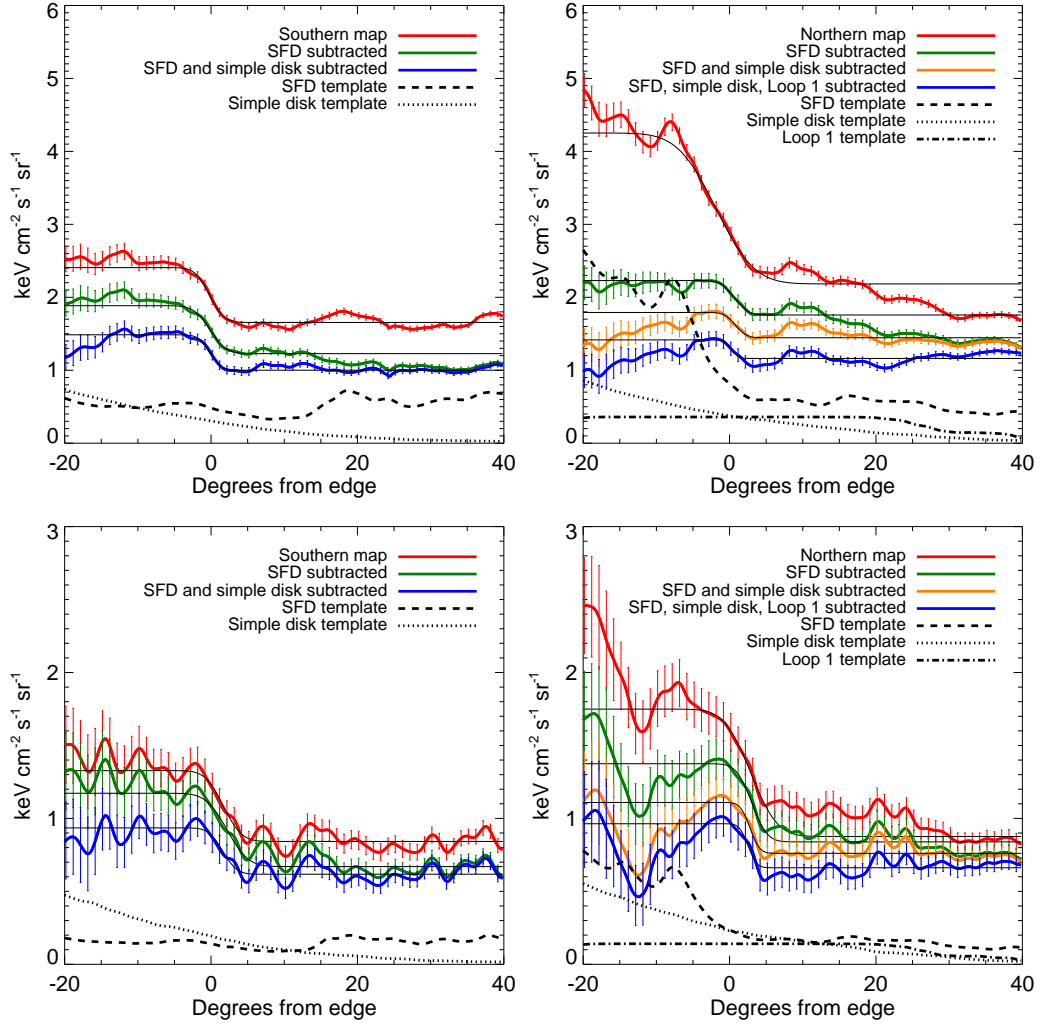 Southern map
SFD subtracted
SFD and simple disk subtracted
SFD template
Simple disk template
keV cm⁻² s⁻¹ sr⁻¹
6
5
4
3
2
1
0
-20 0 20 40
Degrees from edge
Northern map
SFD subtracted
SFD and simple disk subtracted
SFD, simple disk, Loop 1 subtracted
SFD template
Simple disk template
Loop 1 template
keV cm⁻² s⁻¹ sr⁻¹
6
5
4
3
2
1
0
-20 0 20 40
Degrees from edge
Southern map
SFD subtracted
SFD and simple disk subtracted
SFD template
Simple disk template
keV cm⁻² s⁻¹ sr⁻¹
3
2
1
0
-20 0 20 40
Degrees from edge
Northern map
SFD subtracted
SFD and simple disk subtracted
SFD, simple disk, Loop 1 subtracted
SFD template
Simple disk template
Loop 1 template
keV cm⁻² s⁻¹ sr⁻¹
3
2
1
0
-20 0 20 40
Degrees from edge